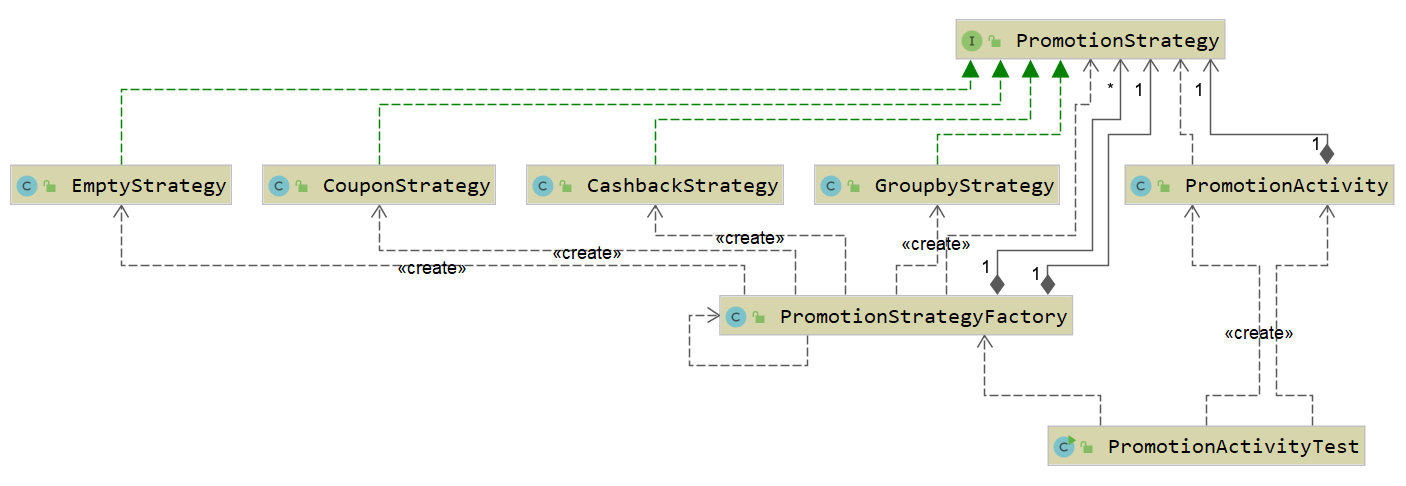 I PromotionStrategy
* 1 1
1
C EmptyStrategy
C CouponStrategy
C CashbackStrategy
C GroupbyStrategy
C PromotionActivity
«create»
«create»
«create»
«create»
1
1
C PromotionStrategyFactory
«create»
C PromotionActivityTest